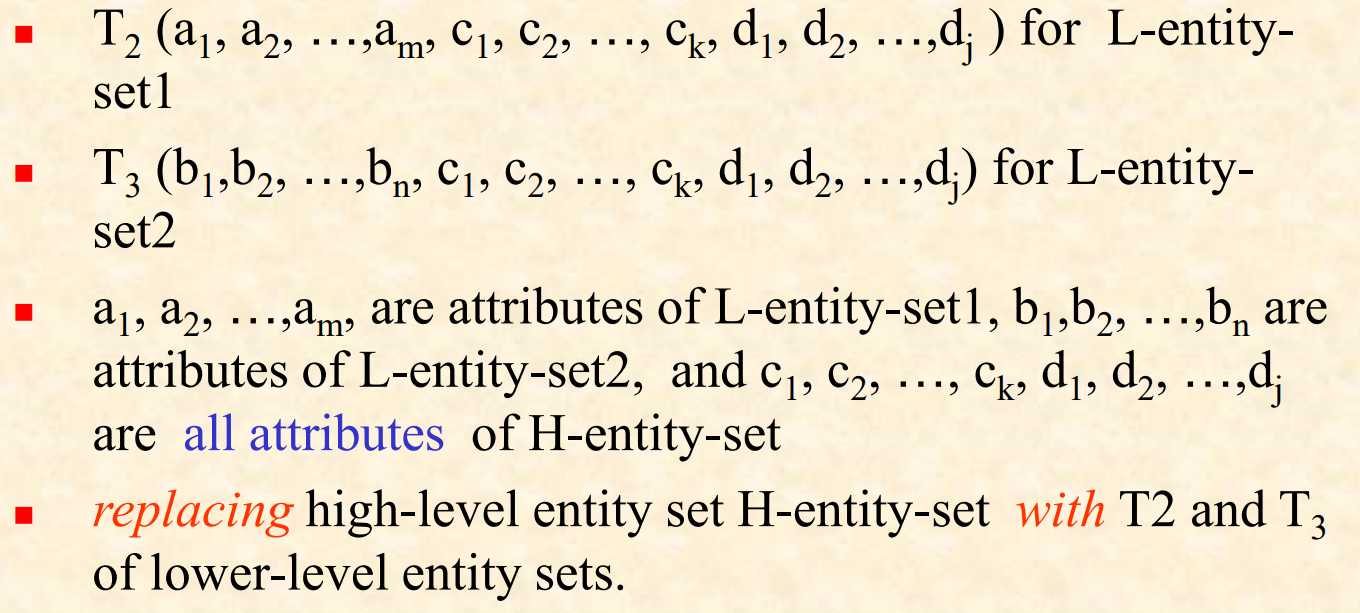 ▪ T₂ (a₁, a₂, …,aₘ, c₁, c₂, …, cₖ, d₁, d₂, …,dⱼ ) for L-entity-
set1
▪ T₃ (b₁,b₂, …,bₙ, c₁, c₂, …, cₖ, d₁, d₂, …,dⱼ) for L-entity-
set2
▪ a₁, a₂, …,aₘ, are attributes of L-entity-set1, b₁,b₂, …,bₙ are
attributes of L-entity-set2, and c₁, c₂, …, cₖ, d₁, d₂, …,dⱼ
are all attributes of H-entity-set
▪ replacing high-level entity set H-entity-set with T2 and T₃
of lower-level entity sets.